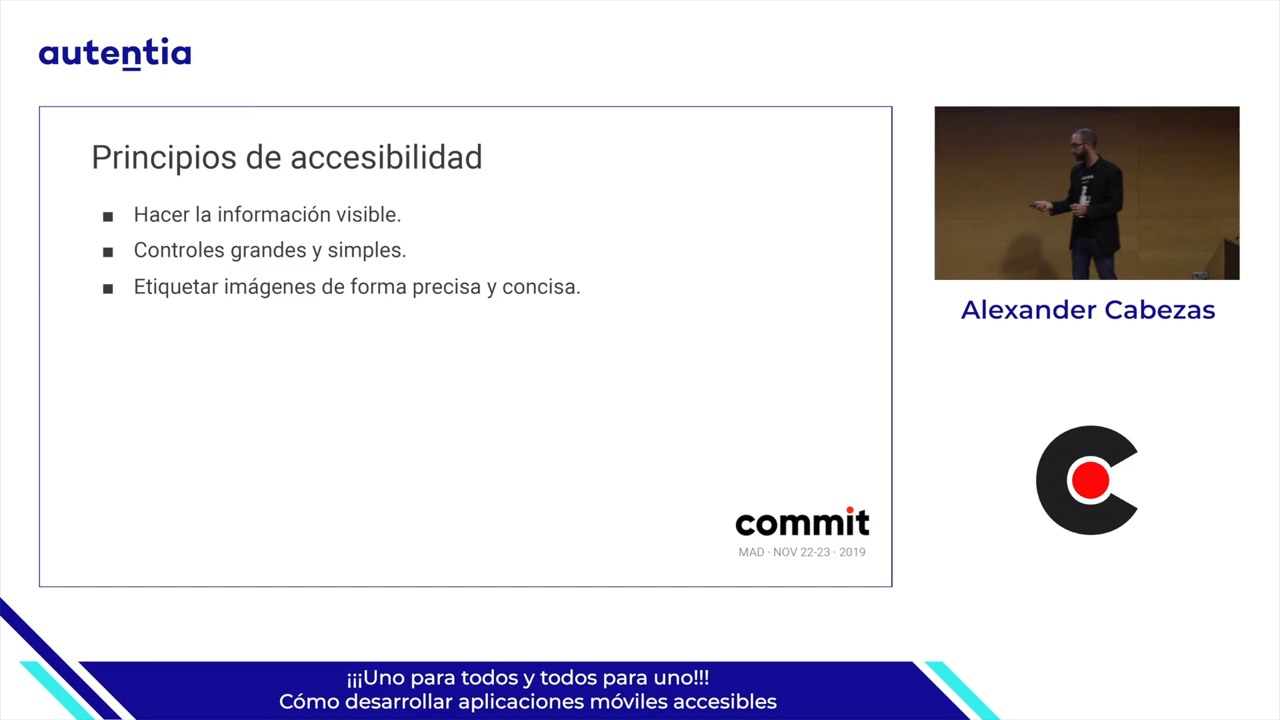 autentia
Principios de accesibilidad
Hacer la información visible.
Controles grandes y simples.
Etiquetar imágenes de forma precisa y concisa.
commit
MAD · NOV 22-23 · 2019
Alexander Cabezas
¡¡¡Uno para todos y todos para uno!!!
Cómo desarrollar aplicaciones móviles accesibles